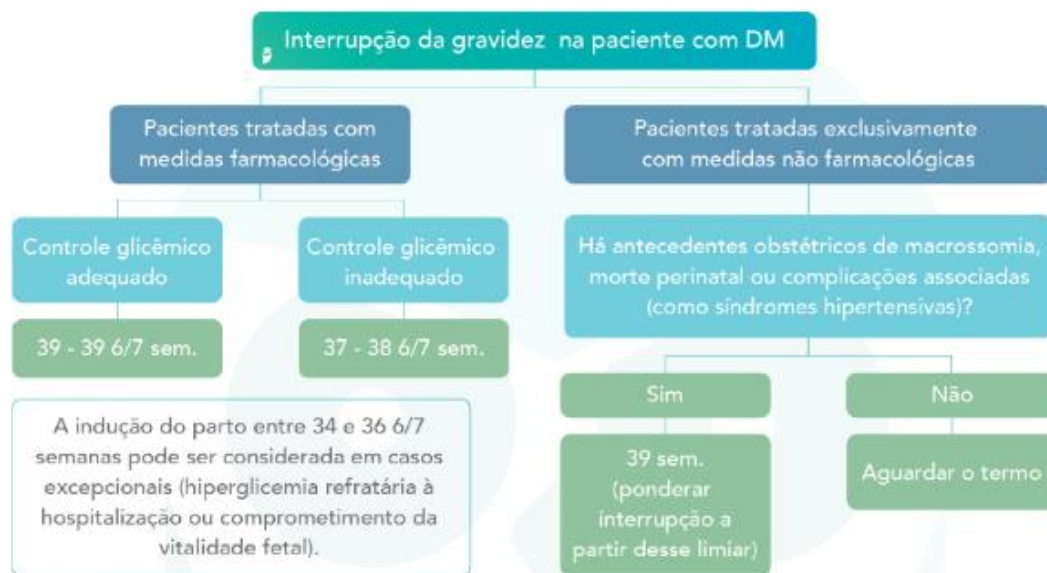 Interrupção da gravidez na paciente com DM
Pacientes tratadas com
medidas farmacológicas
Controle glicêmico
adequado
39 - 39 6/7 sem.
Controle glicêmico
inadequado
37 - 38 6/7 sem.
A indução do parto entre 34 e 36 6/7
semanas pode ser considerada em casos
excepcionais (hiperglicemia refratária à
hospitalização ou comprometimento da
vitalidade fetal).
Pacientes tratadas exclusivamente
com medidas não farmacológicas
Há antecedentes obstétricos de macrossomia,
morte perinatal ou complicações associadas
(como síndromes hipertensivas)?
Sim
39 sem.
(ponderar
interrupção a
partir desse limiar)
Não
Aguardar o termo